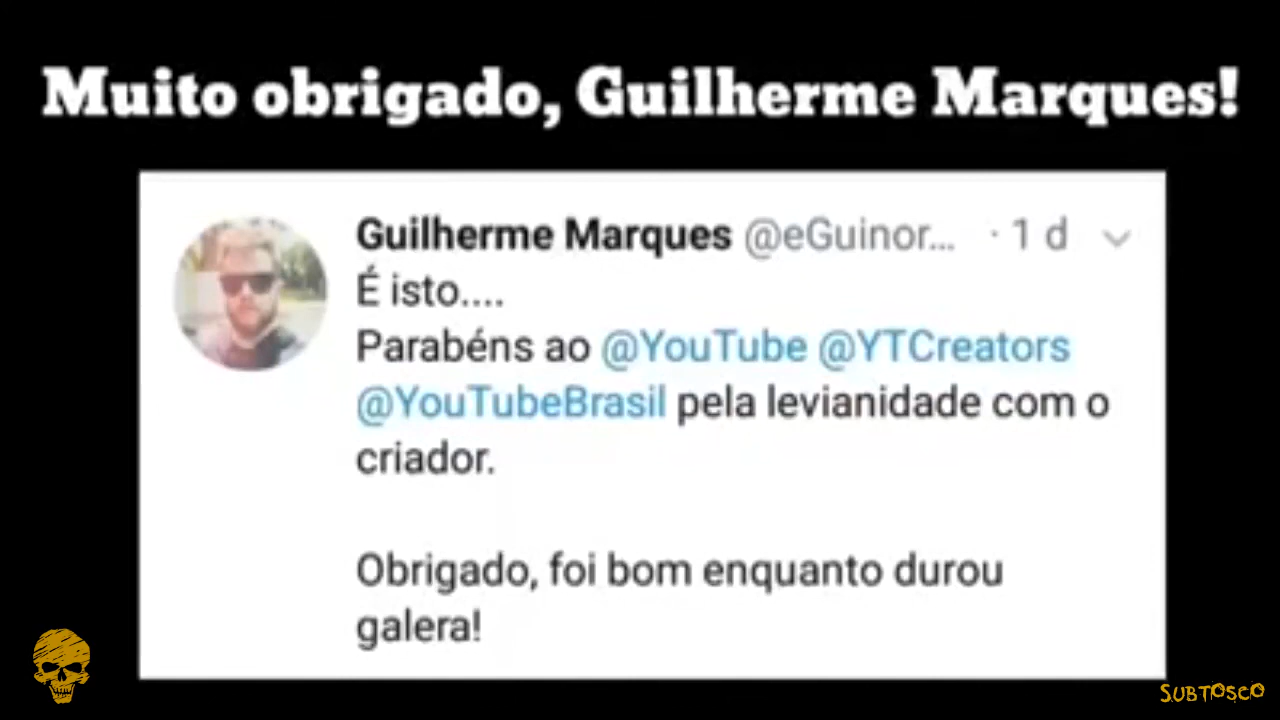 Muito obrigado, Guilherme Marques!
Guilherme Marques @eGuinor... · 1 d
É isto....
Parabéns ao @YouTube @YTCreators
@YouTubeBrasil pela levianidade com o
criador.
Obrigado, foi bom enquanto durou
galera!
SUBTOSCO